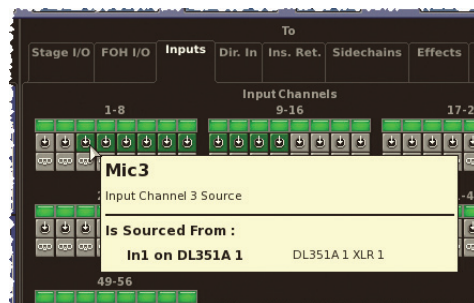 To
Stage I/O FOH I/O Inputs Dir. In Ins. Ret. Sidechains Effects
Input Channels
1-8 9-16 17-2
Mic3
Input Channel 3 Source
Is Sourced From :
In1 on DL351A 1 DL351A 1 XLR 1
49-56